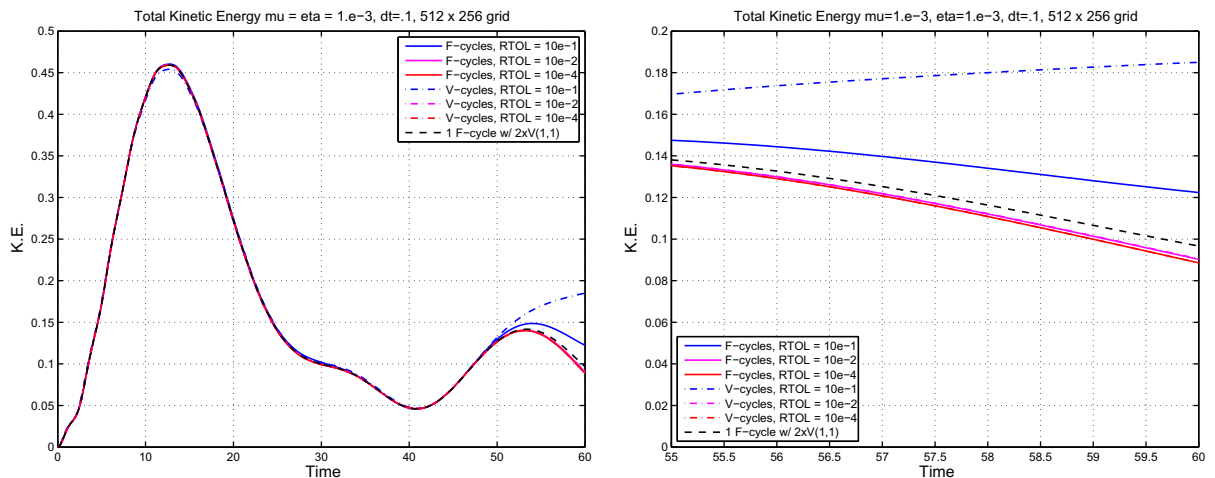 Total Kinetic Energy mu = eta = 1.e−3, dt=.1, 512 x 256 grid
0.5
0.45
0.4
0.35
0.3
0.25
0.2
0.15
0.1
0.05
0
K.E.
F−cycles, RTOL = 10e−1
F−cycles, RTOL = 10e−2
F−cycles, RTOL = 10e−4
V−cycles, RTOL = 10e−1
V−cycles, RTOL = 10e−2
V−cycles, RTOL = 10e−4
1 F−cycle w/ 2xV(1,1)
0 10 20 30 40 50 60
Time
Total Kinetic Energy mu=1.e−3, eta=1.e−3, dt=.1, 512 x 256 grid
0.2
0.18
0.16
0.14
0.12
0.1
0.08
0.06
0.04
0.02
0
K.E.
F−cycles, RTOL = 10e−1
F−cycles, RTOL = 10e−2
F−cycles, RTOL = 10e−4
V−cycles, RTOL = 10e−1
V−cycles, RTOL = 10e−2
V−cycles, RTOL = 10e−4
1 F−cycle w/ 2xV(1,1)
55 55.5 56 56.5 57 57.5 58 58.5 59 59.5 60
Time